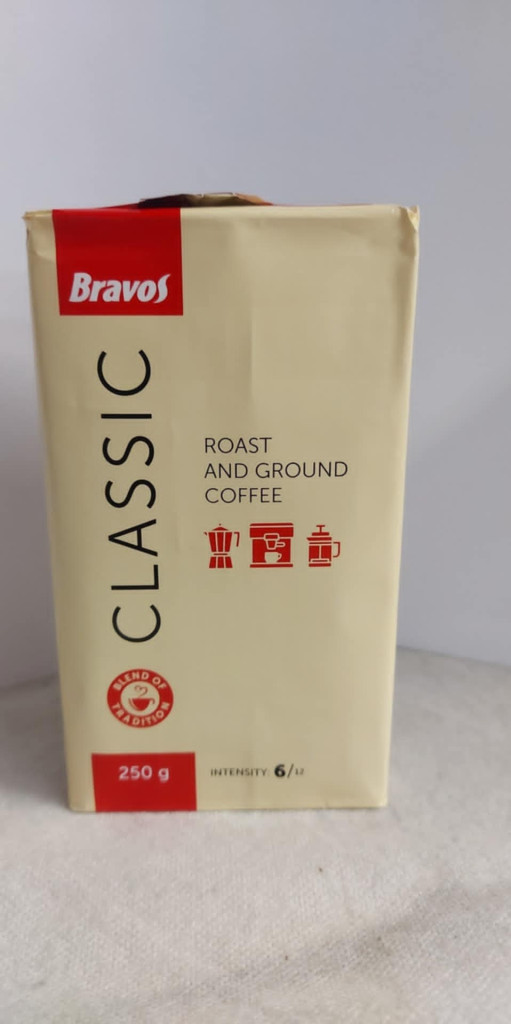 Bravos
CLASSIC
ROAST
AND GROUND
COFFEE
BLEND OF
TRADITION
250 g
INTENSITY: 6/12